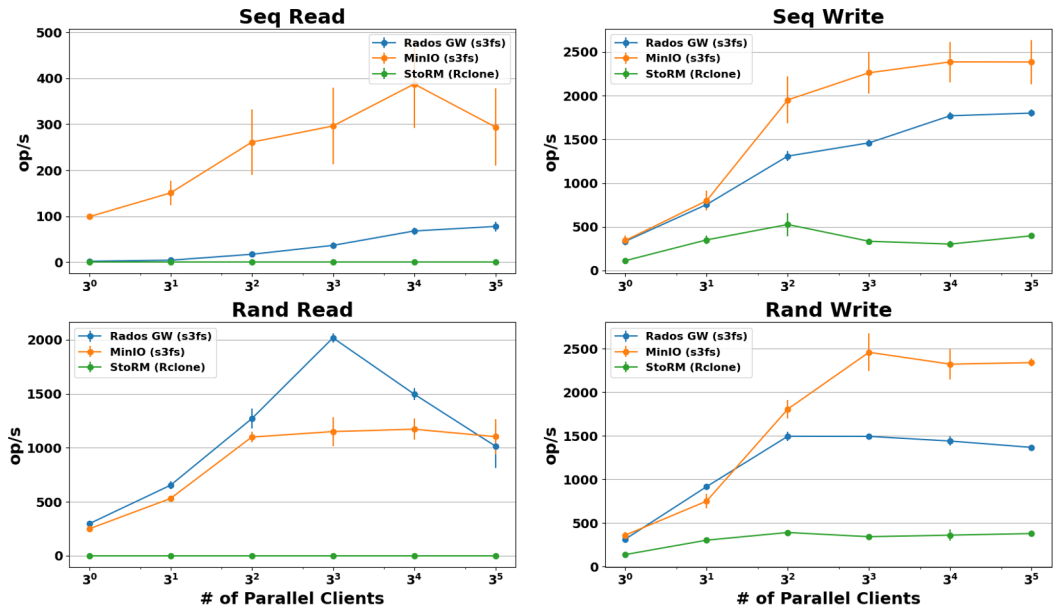 Seq Read
500
400
300
200
100
0
op/s
Rados GW (s3fs)
MinIO (s3fs)
StoRM (Rclone)
3⁰ 3¹ 3² 3³ 3⁴ 3⁵
Seq Write
2500
2000
1500
1000
500
0
op/s
Rados GW (s3fs)
MinIO (s3fs)
StoRM (Rclone)
3⁰ 3¹ 3² 3³ 3⁴ 3⁵
Rand Read
2000
1500
1000
500
0
op/s
Rados GW (s3fs)
MinIO (s3fs)
StoRM (Rclone)
3⁰ 3¹ 3² 3³ 3⁴ 3⁵
# of Parallel Clients
Rand Write
2500
2000
1500
1000
500
0
op/s
Rados GW (s3fs)
MinIO (s3fs)
StoRM (Rclone)
3⁰ 3¹ 3² 3³ 3⁴ 3⁵
# of Parallel Clients